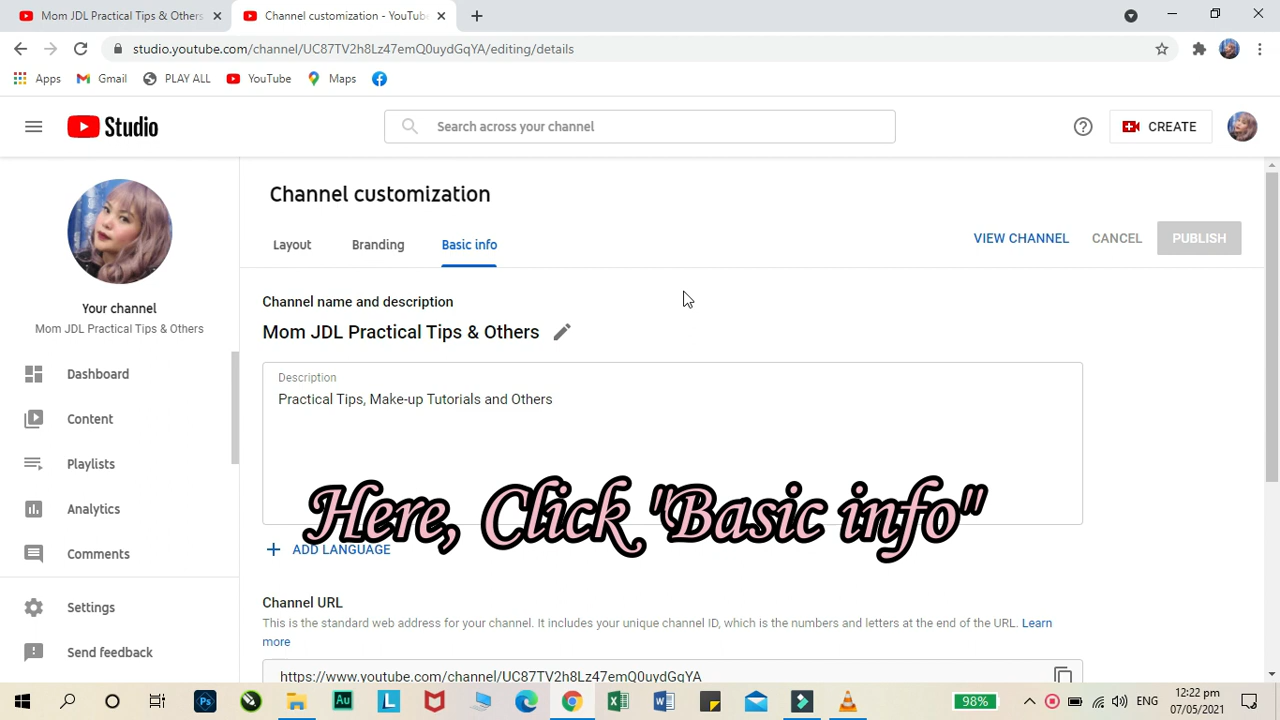 Mom JDL Practical Tips & Others
Channel customization - YouTube
studio.youtube.com/channel/UC87TV2h8Lz47emQ0uydGqYA/editing/details
Apps
Gmail
PLAY ALL
YouTube
Maps
Studio
Search across your channel
CREATE
Your channel
Mom JDL Practical Tips & Others
Dashboard
Content
Playlists
Analytics
Comments
Settings
Send feedback
Channel customization
Layout
Branding
Basic info
VIEW CHANNEL
CANCEL
PUBLISH
Channel name and description
Mom JDL Practical Tips & Others
Description
Practical Tips, Make-up Tutorials and Others
Here, Click "Basic info"
+ ADD LANGUAGE
Channel URL
This is the standard web address for your channel. It includes your unique channel ID, which is the numbers and letters at the end of the URL. Learn
more
https://www.youtube.com/channel/UC87TV2h8Lz47emQ0uydGqYA
Ps
Au
L
98%
12:22 pm
07/05/2021